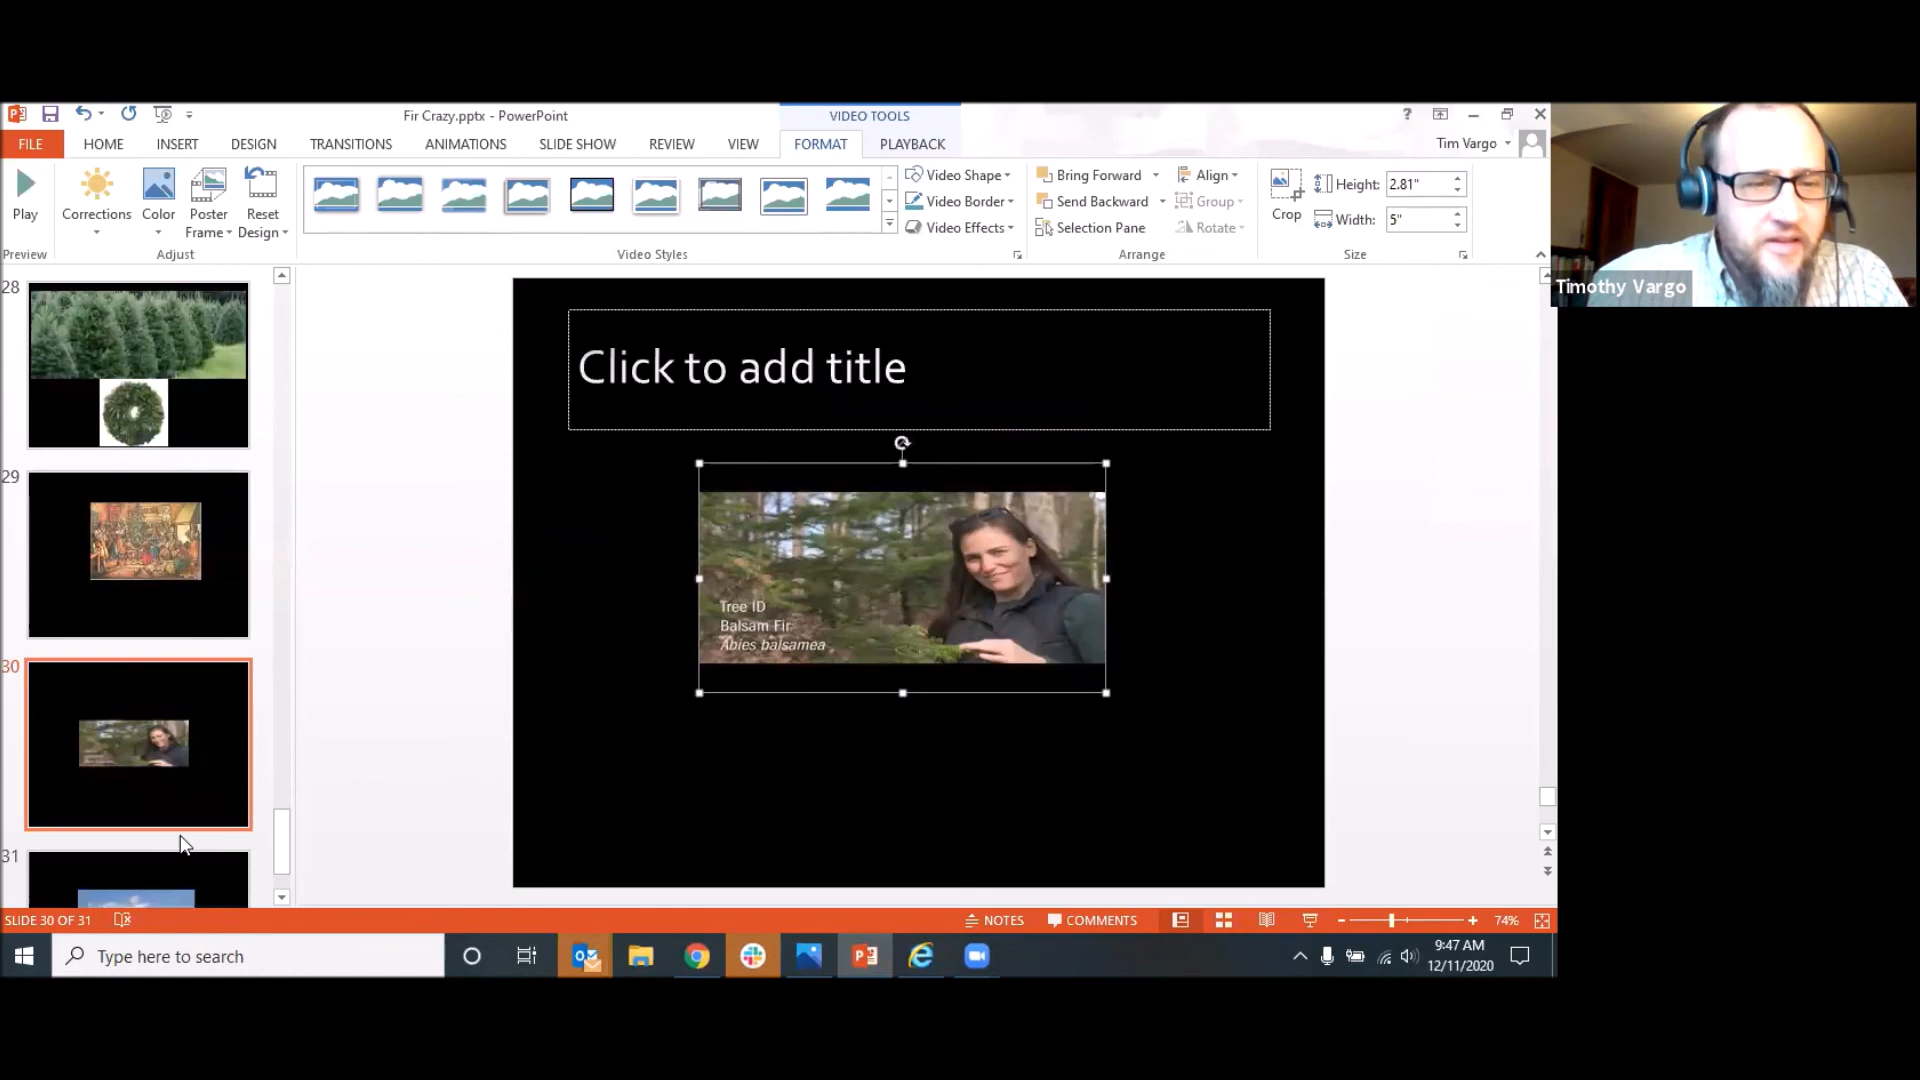 Fir Crazy.pptx - PowerPoint
VIDEO TOOLS
?
FILE
HOME
INSERT
DESIGN
TRANSITIONS
ANIMATIONS
SLIDE SHOW
REVIEW
VIEW
FORMAT
PLAYBACK
Tim Vargo
Play
Corrections
Color
Poster
Frame
Reset
Design
Video Shape
Video Border
Video Effects
Bring Forward
Send Backward
Selection Pane
Align
Group
Rotate
Crop
Height: 2.81"
Width: 5"
Preview
Adjust
Video Styles
Arrange
Size
Timothy Vargo
28
29
30
31
Click to add title
Tree ID
Balsam Fir
Abies balsamea
SLIDE 30 OF 31
NOTES
COMMENTS
74%
Type here to search
9:47 AM
12/11/2020